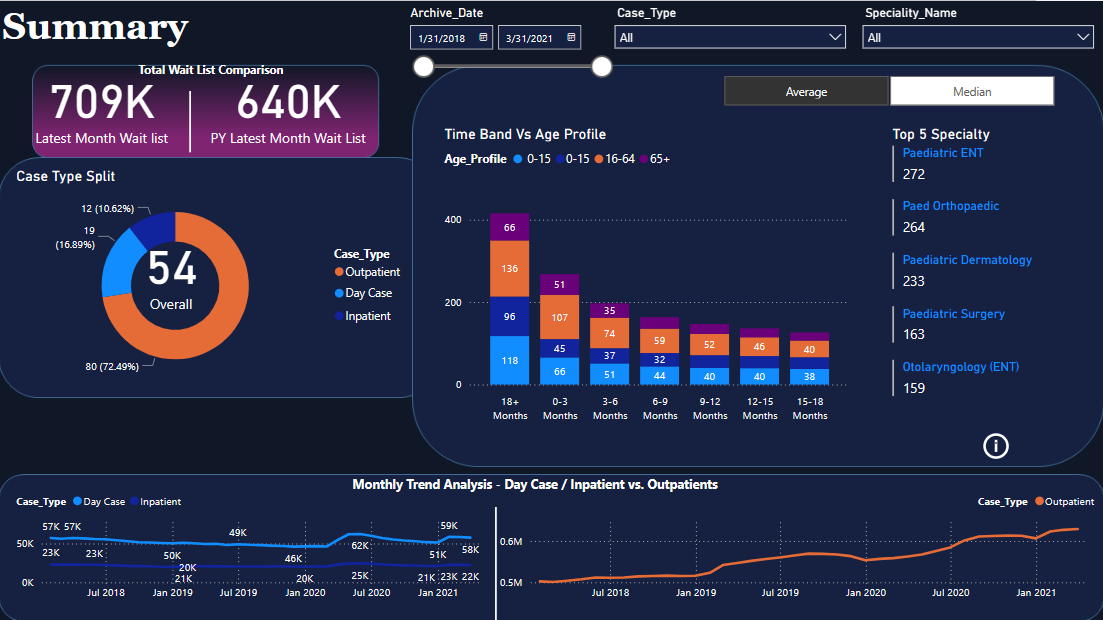 Summary
Archive_Date
1/31/2018
3/31/2021
Case_Type
All
Speciality_Name
All
Total Wait List Comparison
709K
Latest Month Wait list
640K
PY Latest Month Wait List
Average
Median
Case Type Split
12 (10.62%)
19
(16.89%)
54
Overall
80 (72.49%)
Case_Type
Outpatient
Day Case
Inpatient
Time Band Vs Age Profile
Age_Profile 0-15 0-15 16-64 65+
400
200
0
66
136
96
118
51
107
45
66
35
74
37
51
59
32
44
52
40
46
40
40
38
18+
Months
0-3
Months
3-6
Months
6-9
Months
9-12
Months
12-15
Months
15-18
Months
Top 5 Specialty
Paediatric ENT
272
Paed Orthopaedic
264
Paediatric Dermatology
233
Paediatric Surgery
163
Otolaryngology (ENT)
159
i
Monthly Trend Analysis - Day Case / Inpatient vs. Outpatients
Case_Type Day Case Inpatient
50K
0K
57K 57K
23K
23K
50K
20K
21K
49K
46K
20K
62K
25K
59K
51K
58K
21K 23K 22K
Jul 2018 Jan 2019 Jul 2019 Jan 2020 Jul 2020 Jan 2021
Case_Type Outpatient
0.6M
0.5M
Jul 2018 Jan 2019 Jul 2019 Jan 2020 Jul 2020 Jan 2021